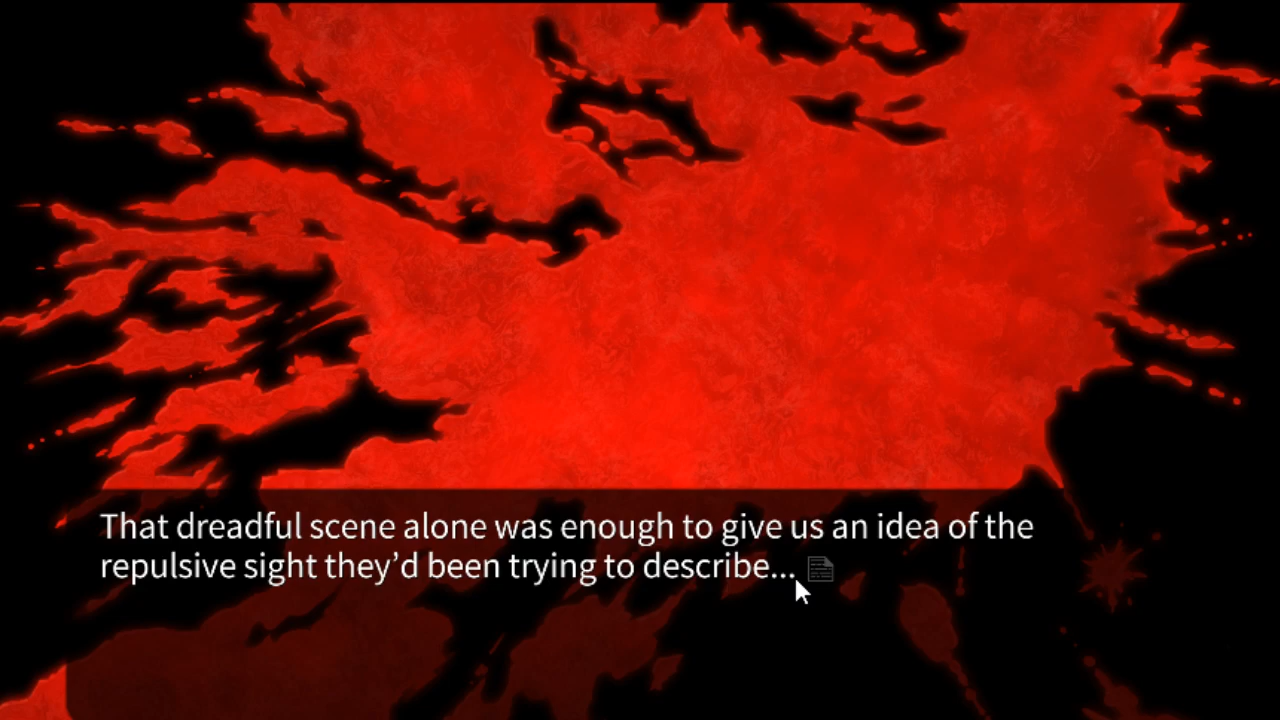 That dreadful scene alone was enough to give us an idea of the
repulsive sight they’d been trying to describe...